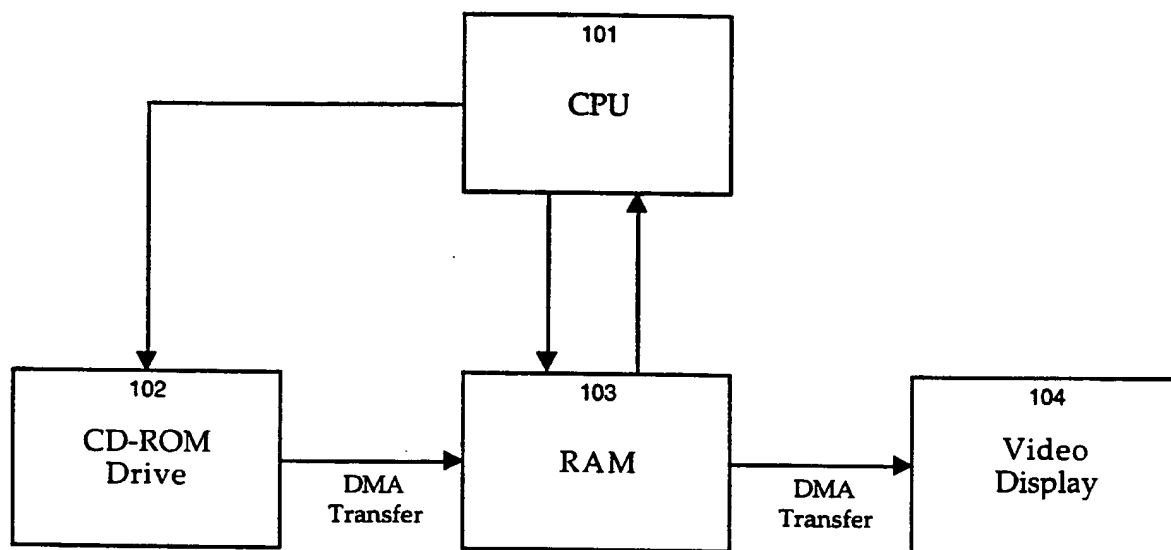 101
CPU
102
CD-ROM
Drive
DMA
Transfer
103
RAM
DMA
Transfer
104
Video
Display